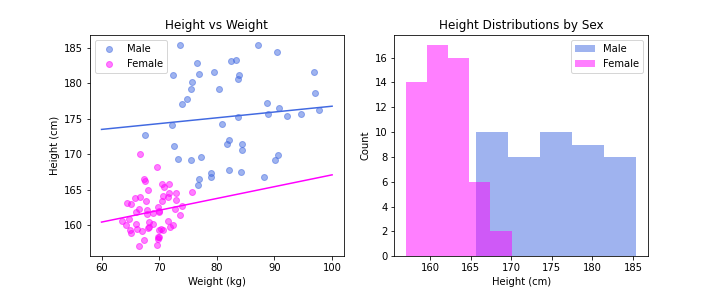 Height vs Weight
Male
Female
185
180
175
170
165
160
Height (cm)
60
70
80
90
100
Weight (kg)
Height Distributions by Sex
Male
Female
16
14
12
10
8
6
4
2
0
Count
160
165
170
175
180
185
Height (cm)